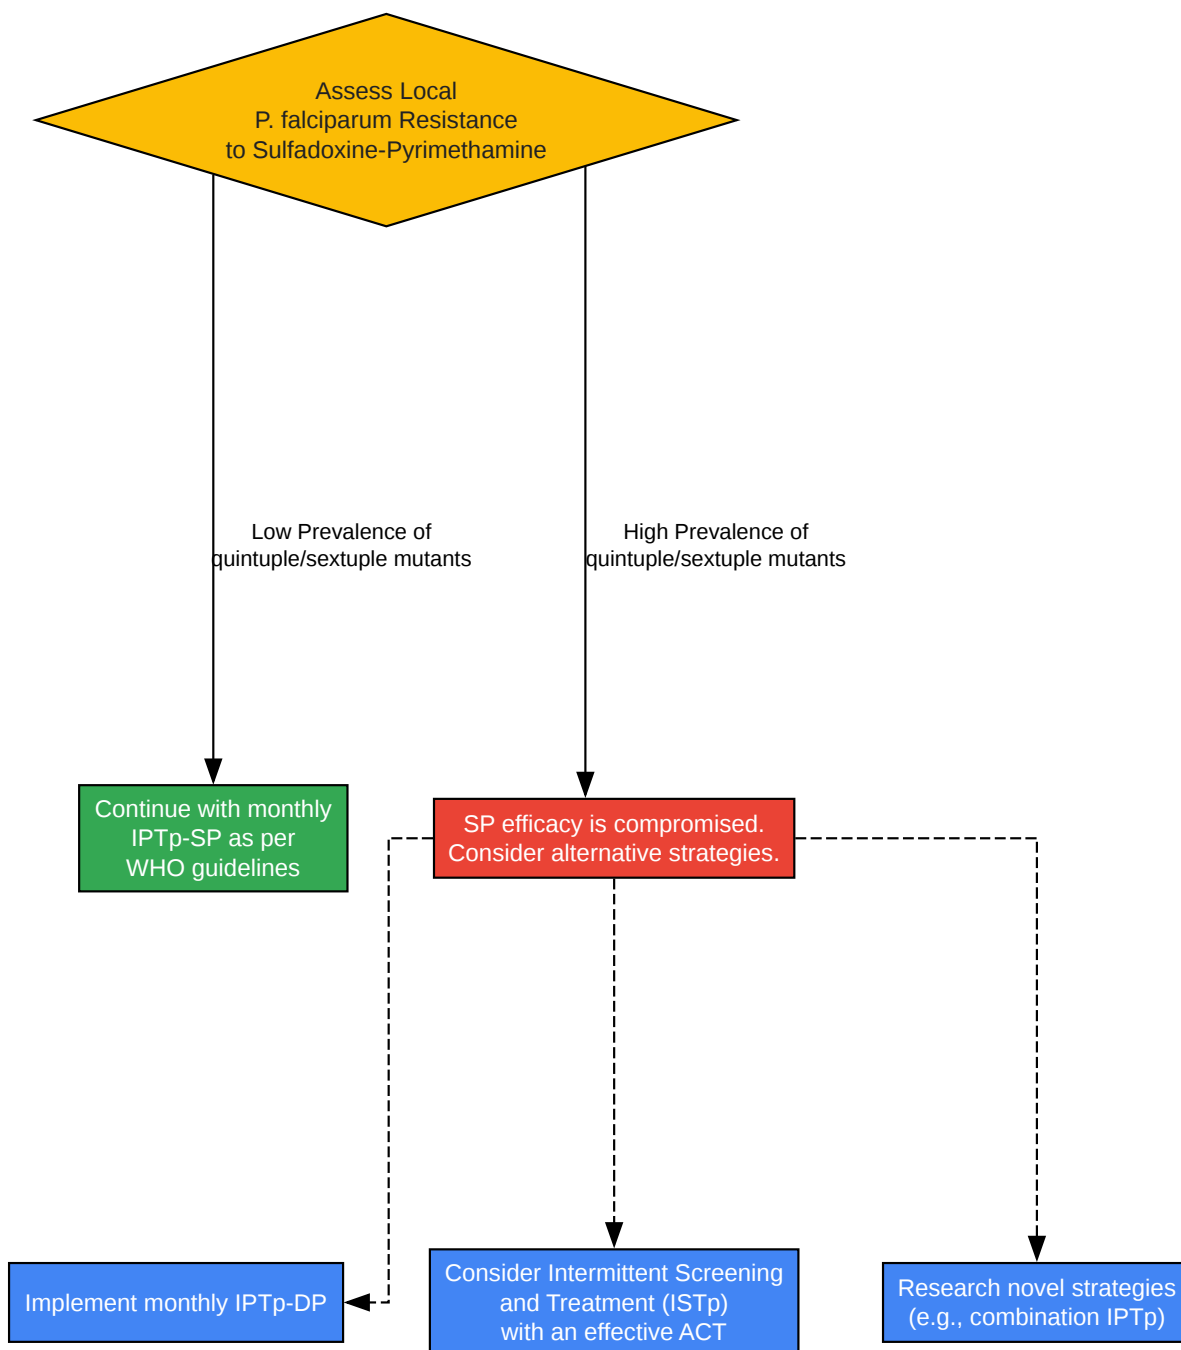 Assess Local
P. falciparum Resistance
to Sulfadoxine-Pyrimethamine
Low Prevalence of
quintuple/sextuple mutants
High Prevalence of
quintuple/sextuple mutants
Continue with monthly
IPTp-SP as per
WHO guidelines
SP efficacy is compromised.
Consider alternative strategies.
Implement monthly IPTp-DP
Consider Intermittent Screening
and Treatment (ISTp)
with an effective ACT
Research novel strategies
(e.g., combination IPTp)